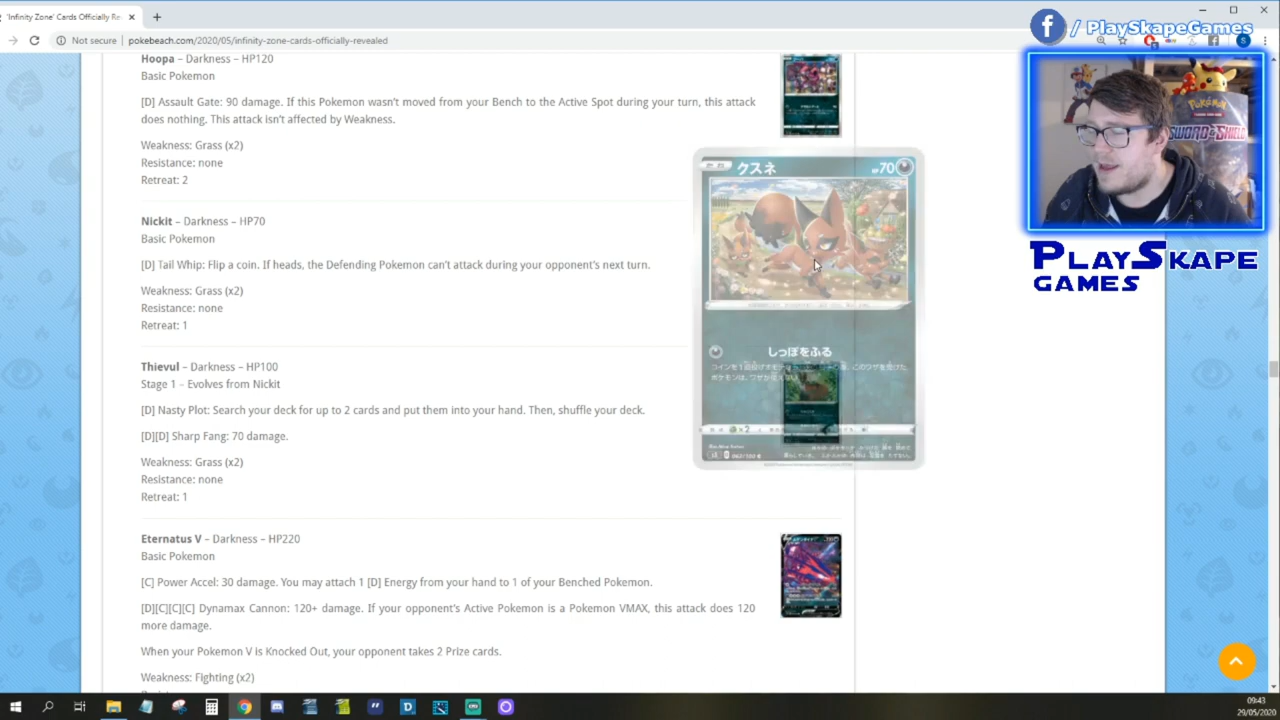 'Infinity Zone' Cards Officially Re
Not secure
pokebeach.com/2020/05/infinity-zone-cards-officially-revealed
/ PlaySkapeGames
Pokémon
SWORD & SHIELD
PLAYSKAPE
GAMES
Hoopa – Darkness – HP120
Basic Pokemon
[D] Assault Gate: 90 damage. If this Pokemon wasn't moved from your Bench to the Active Spot during your turn, this attack
does nothing. This attack isn't affected by Weakness.
Weakness: Grass (x2)
Resistance: none
Retreat: 2
Nickit – Darkness – HP70
Basic Pokemon
[D] Tail Whip: Flip a coin. If heads, the Defending Pokemon can't attack during your opponent's next turn.
Weakness: Grass (x2)
Resistance: none
Retreat: 1
クスネ
HP70
しっぽをふる
Thievul – Darkness – HP100
Stage 1 – Evolves from Nickit
[D] Nasty Plot: Search your deck for up to 2 cards and put them into your hand. Then, shuffle your deck.
[D][D] Sharp Fang: 70 damage.
Weakness: Grass (x2)
Resistance: none
Retreat: 1
Eternatus V – Darkness – HP220
Basic Pokemon
[C] Power Accel: 30 damage. You may attach 1 [D] Energy from your hand to 1 of your Benched Pokemon.
[D][C][C][C] Dynamax Cannon: 120+ damage. If your opponent's Active Pokemon is a Pokemon VMAX, this attack does 120
more damage.
When your Pokemon V is Knocked Out, your opponent takes 2 Prize cards.
Weakness: Fighting (x2)
09:43
29/05/2020